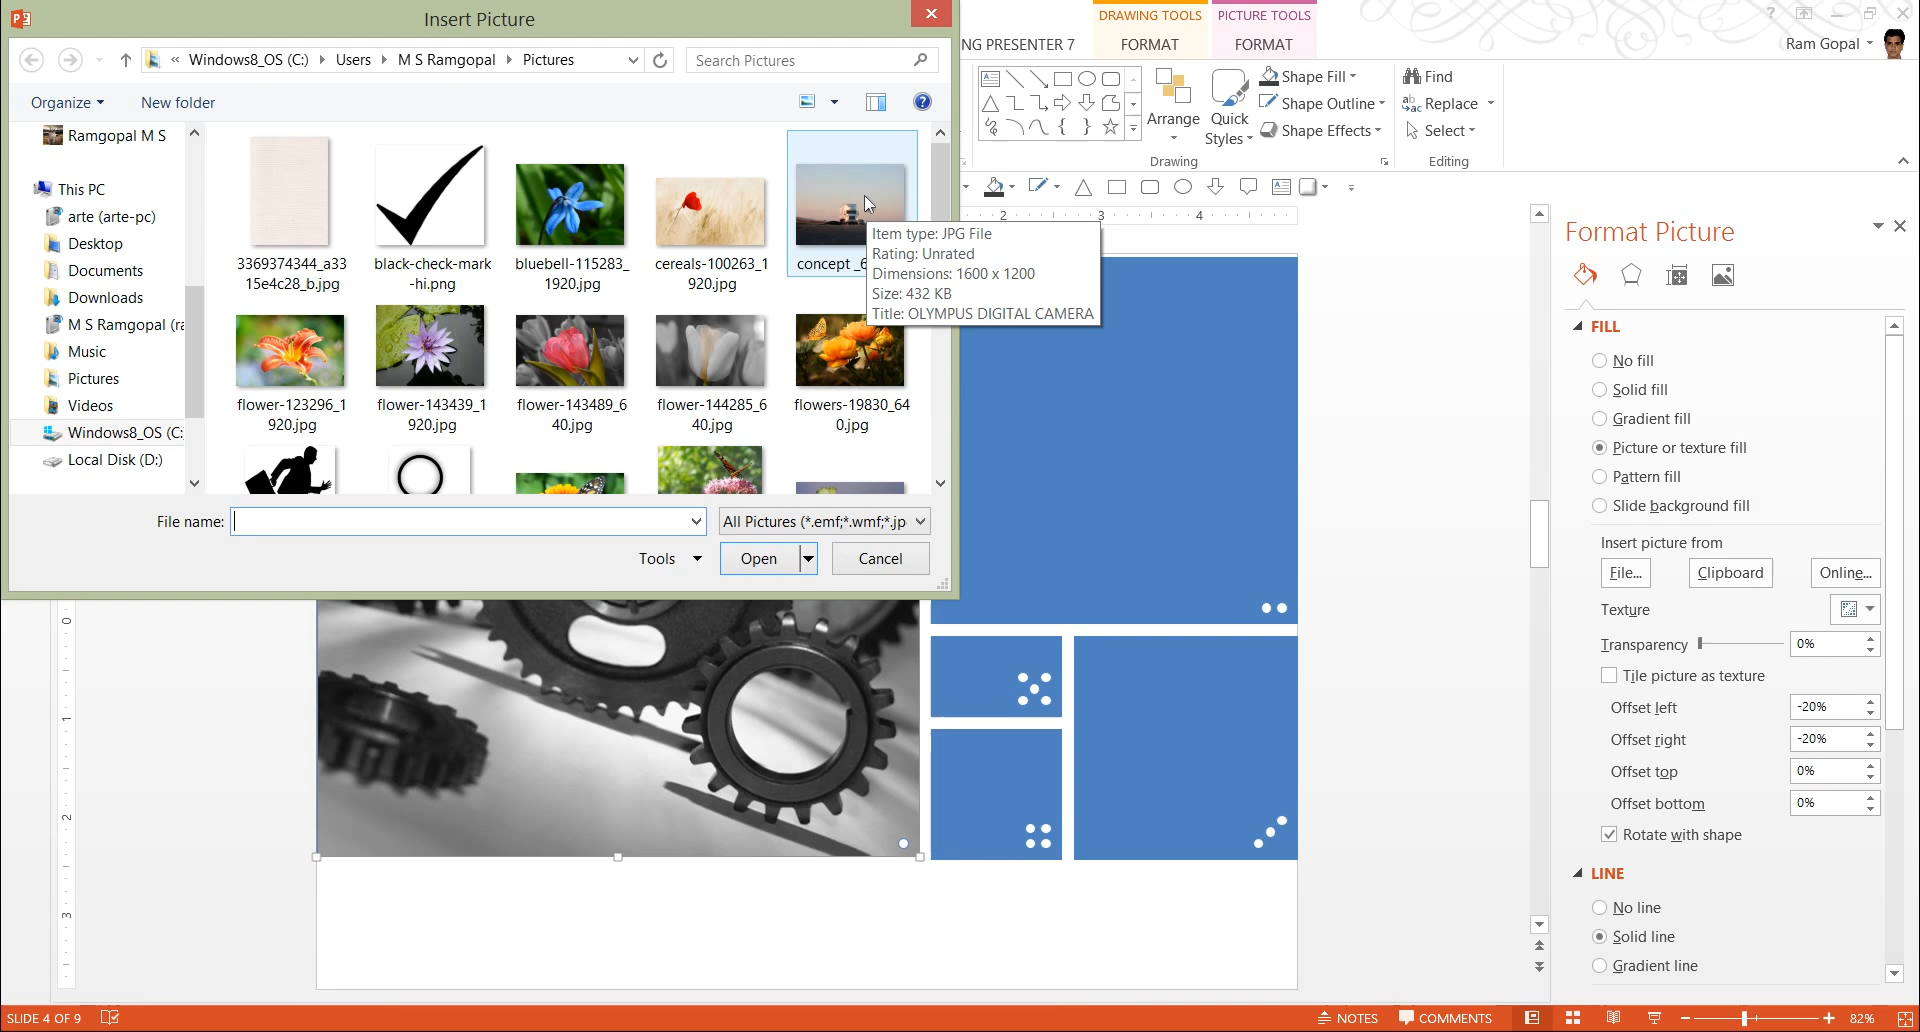 Insert Picture
DRAWING TOOLS
PICTURE TOOLS
NG PRESENTER 7
FORMAT
FORMAT
Ram Gopal
« Windows8_OS (C:) Users M S Ramgopal Pictures
Search Pictures
Organize
New folder
Shape Fill
Shape Outline
Shape Effects
Arrange
Quick
Styles
Find
Replace
Select
Drawing
Editing
Ramgopal M S
This PC
arte (arte-pc)
Desktop
Documents
Downloads
M S Ramgopal (ra
Music
Pictures
Videos
Windows8_OS (C:
Local Disk (D:)
3369374344_a33
15e4c28_b.jpg
black-check-mark
-hi.png
bluebell-115283_
1920.jpg
cereals-100263_1
920.jpg
concept _6
Item type: JPG File
Rating: Unrated
Dimensions: 1600 x 1200
Size: 432 KB
Title: OLYMPUS DIGITAL CAMERA
flower-123296_1
920.jpg
flower-143439_1
920.jpg
flower-143489_6
40.jpg
flower-144285_6
40.jpg
flowers-19830_64
0.jpg
File name:
All Pictures (*.emf;*.wmf;*.jp
Tools
Open
Cancel
2 3 4
0
1
2
3
Format Picture
FILL
No fill
Solid fill
Gradient fill
Picture or texture fill
Pattern fill
Slide background fill
Insert picture from
File...
Clipboard
Online...
Texture
Transparency
0%
Tile picture as texture
Offset left
-20%
Offset right
-20%
Offset top
0%
Offset bottom
0%
Rotate with shape
LINE
No line
Solid line
Gradient line
SLIDE 4 OF 9
NOTES
COMMENTS
82%